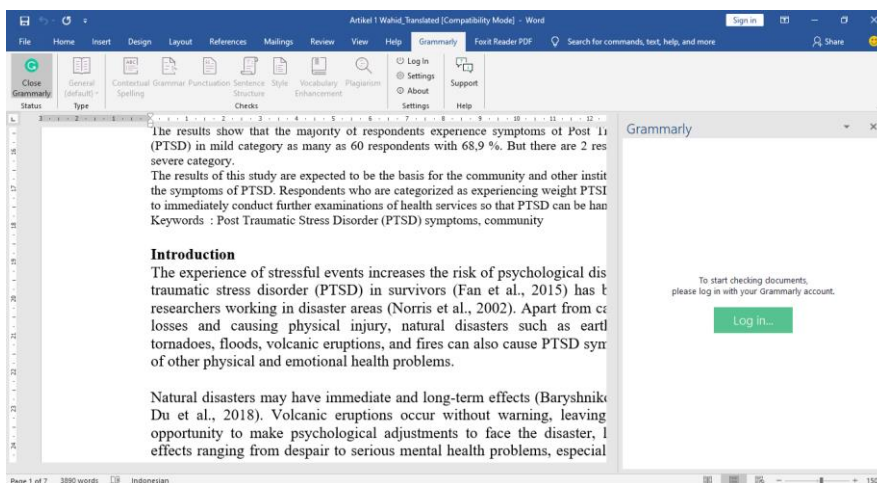 Artikel 1 Wahid_Translated [Compatibility Mode] - Word
Sign in
File Home Insert Design Layout References Mailings Review View Help Grammarly Foxit Reader PDF Search for commands, text, help, and more Share
Close Grammarly
General (default)
Contextual Spelling
Grammar
Punctuation
Sentence Structure
Style
Vocabulary Enhancement
Plagiarism
Log In
Settings
About
Support
Status Type Checks Settings Help
Grammarly
The results show that the majority of respondents experience symptoms of Post
(PTSD) in mild category as many as 60 respondents with 68,9 %. But there are 2 res
severe category.
The results of this study are expected to be the basis for the community and other instit
the symptoms of PTSD. Respondents who are categorized as experiencing weight PTSI
to immediately conduct further examinations of health services so that PTSD can be han
Keywords : Post Traumatic Stress Disorder (PTSD) symptoms, community
Introduction
The experience of stressful events increases the risk of psychological dis
traumatic stress disorder (PTSD) in survivors (Fan et al., 2015) has
researchers working in disaster areas (Norris et al., 2002). Apart from ca
losses and causing physical injury, natural disasters such as eart
tornadoes, floods, volcanic eruptions, and fires can also cause PTSD sym
of other physical and emotional health problems.
Natural disasters may have immediate and long-term effects (Baryshnik
Du et al., 2018). Volcanic eruptions occur without warning, leaving
opportunity to make psychological adjustments to face the disaster,
effects ranging from despair to serious mental health problems, especial
To start checking documents,
please log in with your Grammarly account.
Log in...
Page 1 of 7 3890 words Indonesian 150